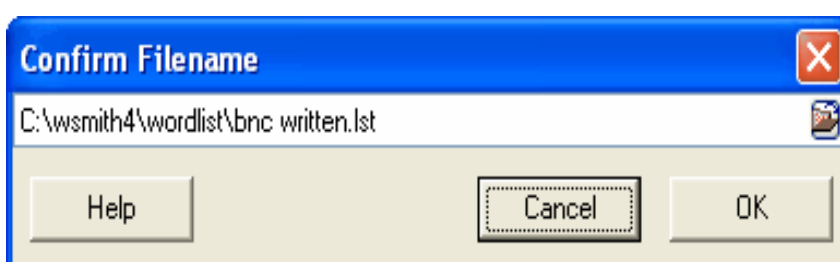 Confirm Filename
C:\wsmith4\wordlist\bnc written.lst
Help Cancel OK